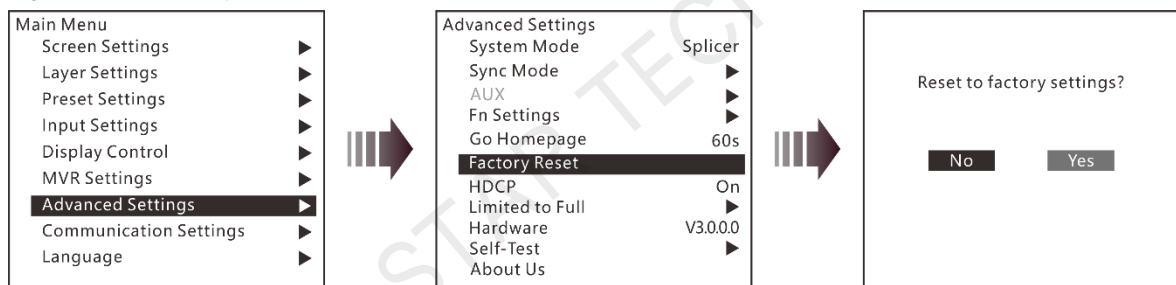 Main Menu
Screen Settings
Layer Settings
Preset Settings
Input Settings
Display Control
MVR Settings
Advanced Settings
Communication Settings
Language
Advanced Settings
System Mode Splicer
Sync Mode
AUX
Fn Settings
Go Homepage 60s
Factory Reset
HDCP On
Limited to Full
Hardware V3.0.0.0
Self-Test
About Us
Reset to factory settings?
No Yes
STAR TECH